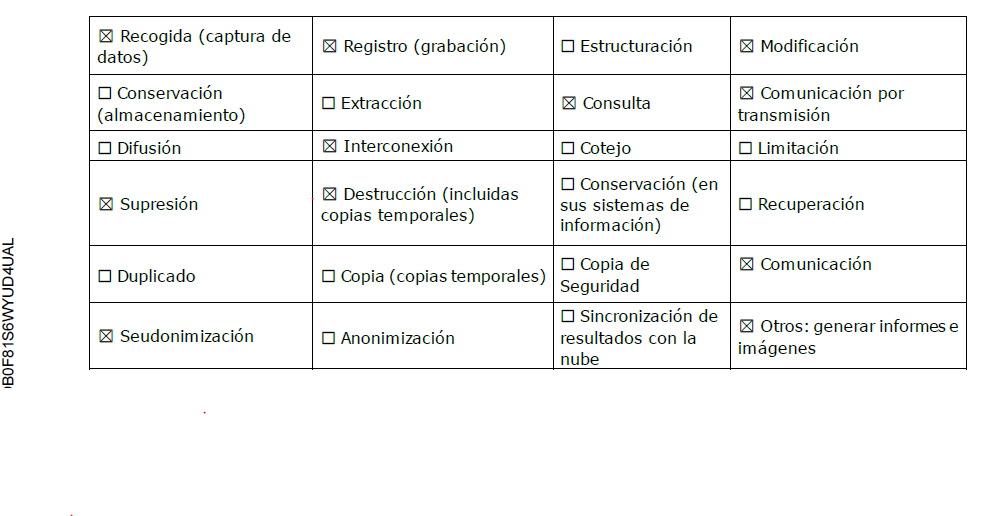 ☒ Recogida (captura de
datos)
☒ Registro (grabación)
☐ Estructuración
☒ Modificación
☐ Conservación
(almacenamiento)
☐ Extracción
☒ Consulta
☒ Comunicación por
transmisión
☐ Difusión
☒ Interconexión
☐ Cotejo
☐ Limitación
☒ Supresión
☒ Destrucción (incluidas
copias temporales)
☐ Conservación (en
sus sistemas de
información)
☐ Recuperación
☐ Duplicado
☐ Copia (copias temporales)
☐ Copia de
Seguridad
☒ Comunicación
☒ Seudonimización
☐ Anonimización
☐ Sincronización de
resultados con la
nube
☒ Otros: generar informes e
imágenes
B0F81S6WYUD4UAL